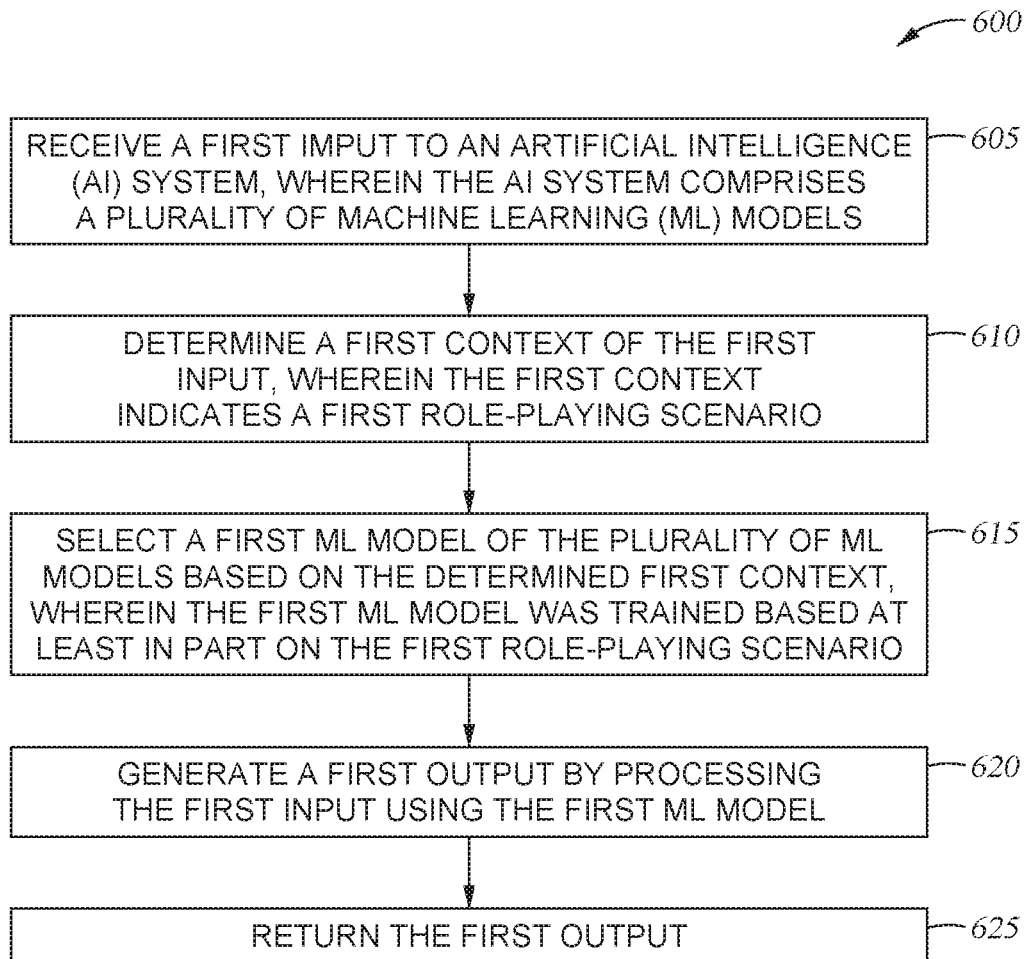 600
RECEIVE A FIRST IMPUT TO AN ARTIFICIAL INTELLIGENCE
(AI) SYSTEM, WHEREIN THE AI SYSTEM COMPRISES
A PLURALITY OF MACHINE LEARNING (ML) MODELS
605
DETERMINE A FIRST CONTEXT OF THE FIRST
INPUT, WHEREIN THE FIRST CONTEXT
INDICATES A FIRST ROLE-PLAYING SCENARIO
610
SELECT A FIRST ML MODEL OF THE PLURALITY OF ML
MODELS BASED ON THE DETERMINED FIRST CONTEXT,
WHEREIN THE FIRST ML MODEL WAS TRAINED BASED AT
LEAST IN PART ON THE FIRST ROLE-PLAYING SCENARIO
615
GENERATE A FIRST OUTPUT BY PROCESSING
THE FIRST INPUT USING THE FIRST ML MODEL
620
RETURN THE FIRST OUTPUT
625